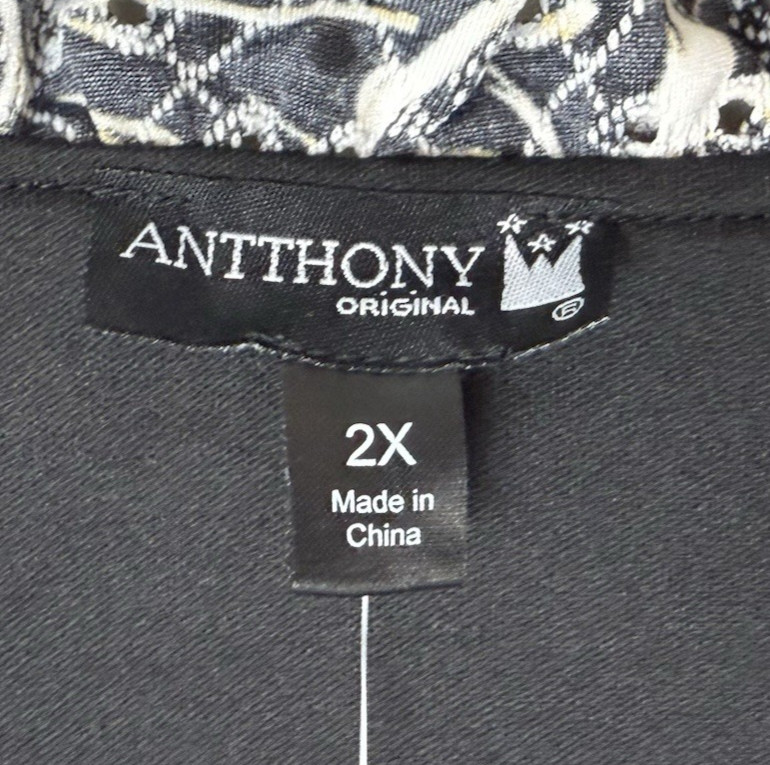 ANTTHONY
ORIGINAL
®
2X
Made in
China